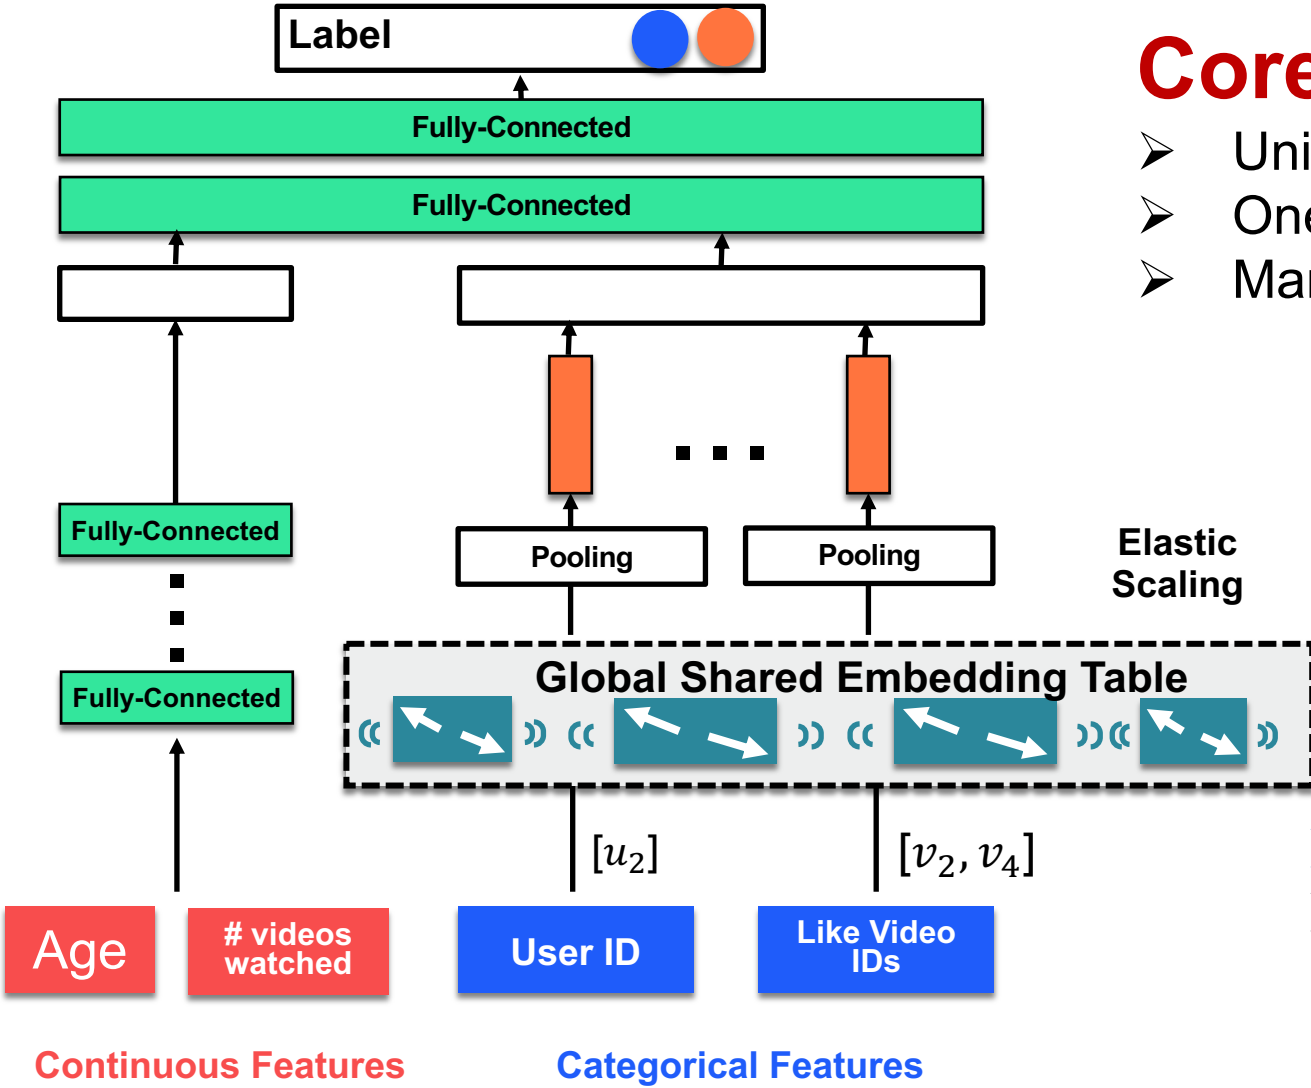 Label
Fully-Connected
Fully-Connected
Fully-Connected
Fully-Connected
Pooling
Pooling
Elastic
Scaling
Global Shared Embedding Table
[u₂]
[v₂, v₄]
Age
# videos
watched
User ID
Like Video
IDs
Continuous Features
Categorical Features
Core
Uni
One